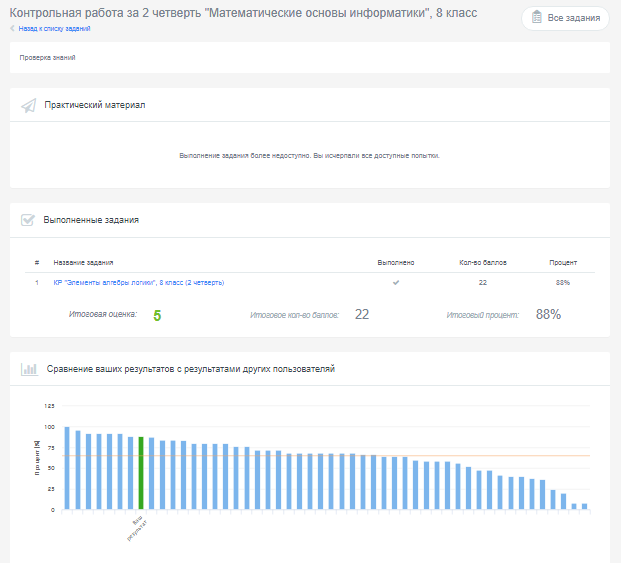 Контрольная работа за 2 четверть "Математические основы информатики", 8 класс
Все задания
Назад к списку заданий
Проверка знаний
Практический материал
Выполнение задания более недоступно. Вы исчерпали все доступные попытки.
Выполненные задания
# Название задания Выполнено Кол-во баллов Процент
1 КР "Элементы алгебры логики", 8 класс (2 четверть) 22 88%
Итоговая оценка: 5 Итоговое кол-во баллов: 22 Итоговый процент: 88%
Сравнение ваших результатов с результатами других пользователяй
125
100
75
50
25
0
Процент (%)
Ваш
результат